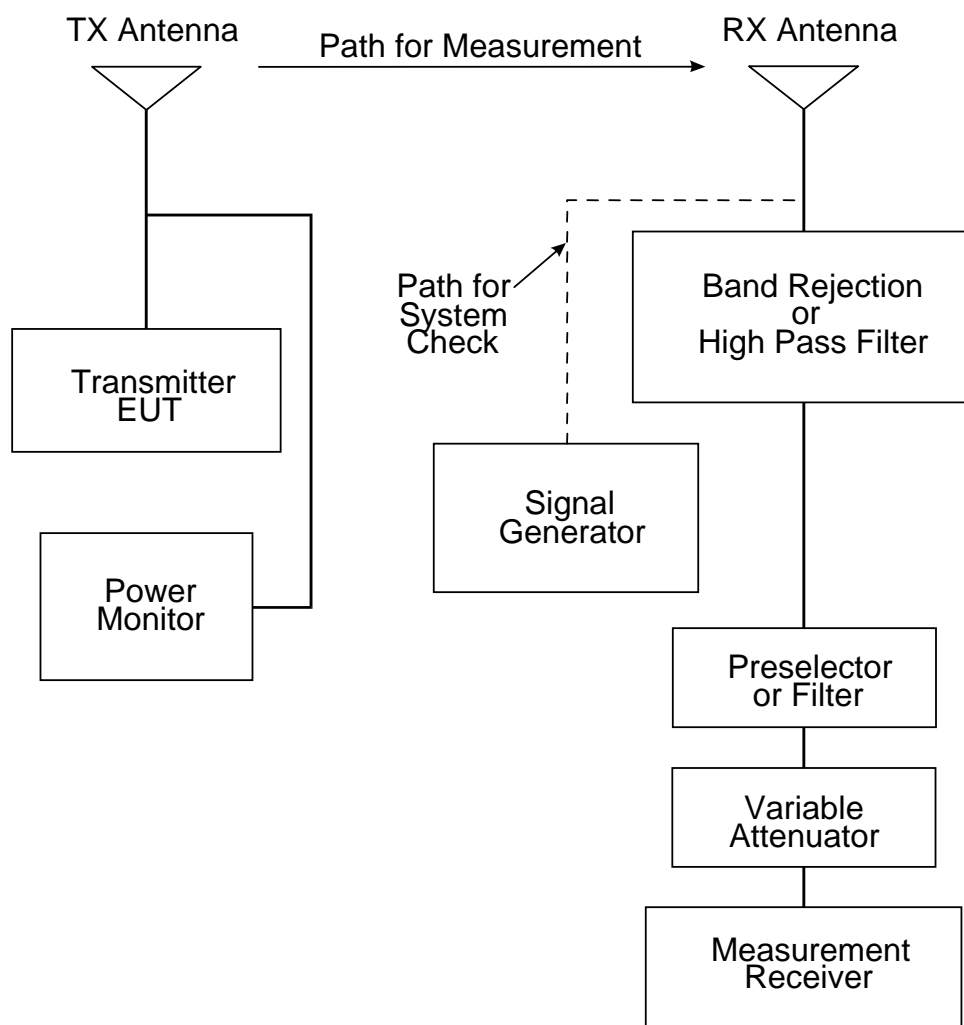 TX Antenna
Path for Measurement
RX Antenna
Path for
System
Check
Band Rejection
or
High Pass Filter
Transmitter
EUT
Signal
Generator
Power
Monitor
Preselector
or Filter
Variable
Attenuator
Measurement
Receiver